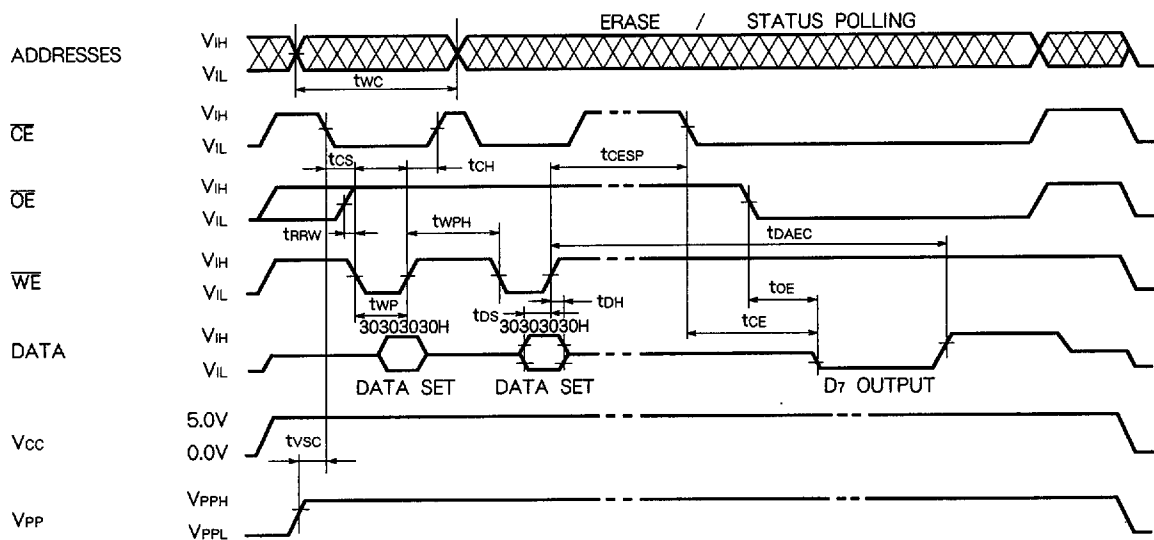 ERASE / STATUS POLLING
ADDRESSES VIH
VIL
tWC
CE VIH
VIL
tCS tCH tCESP
OE VIH
VIL
tRRW tWPH tDAEC
WE VIH
VIL
tWP tDS tDH tOE
30303030H 30303030H tCE
DATA VIH
VIL
DATA SET DATA SET D7 OUTPUT
VCC 5.0V
0.0V
tVSC
VPP VPPH
VPPL